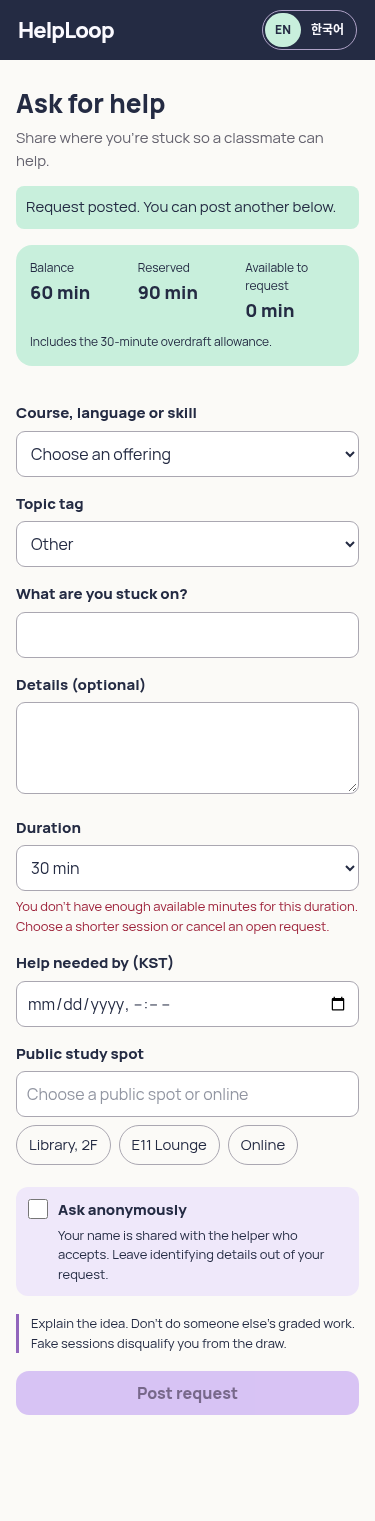 HelpLoop
EN 한국어
Ask for help
Share where you're stuck so a classmate can
help.
Request posted. You can post another below.
Balance
60 min
Reserved
90 min
Available to
request
0 min
Includes the 30-minute overdraft allowance.
Course, language or skill
Choose an offering
Topic tag
Other
What are you stuck on?
Details (optional)
Duration
30 min
You don't have enough available minutes for this duration.
Choose a shorter session or cancel an open request.
Help needed by (KST)
mm/dd/yyyy, --:-- --
Public study spot
Choose a public spot or online
Library, 2F
E11 Lounge
Online
Ask anonymously
Your name is shared with the helper who
accepts. Leave identifying details out of your
request.
Explain the idea. Don't do someone else's graded work.
Fake sessions disqualify you from the draw.
Post request